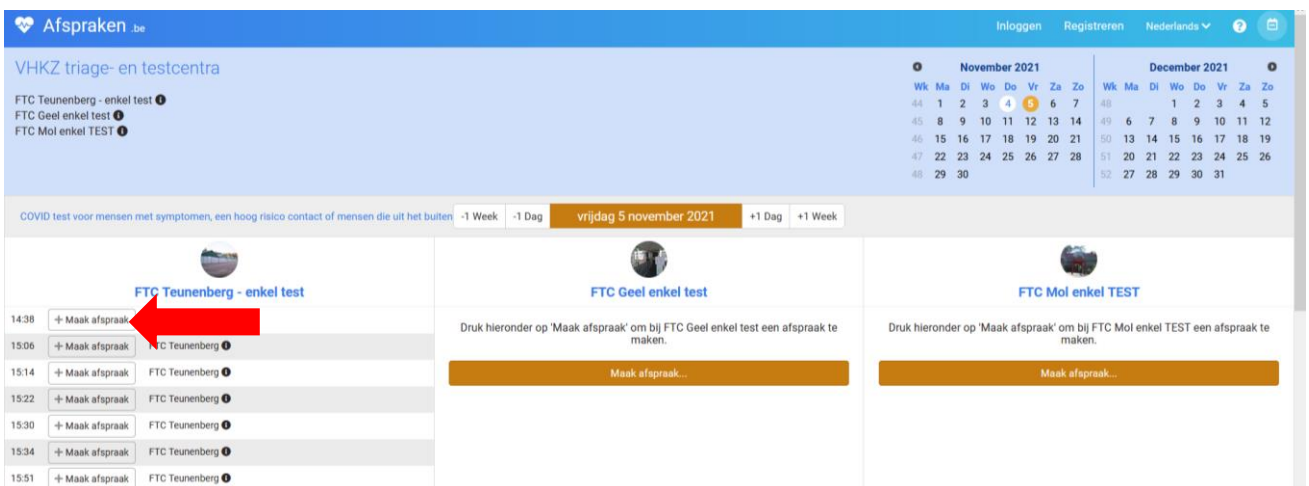 Afspraken .be
Inloggen Registreren Nederlands ?
VHKZ triage- en testcentra
FTC Teunenberg - enkel test
FTC Geel enkel test
FTC Mol enkel TEST
November 2021
Wk Ma Di Wo Do Vr Za Zo
44 1 2 3 4 5 6 7
45 8 9 10 11 12 13 14
46 15 16 17 18 19 20 21
47 22 23 24 25 26 27 28
48 29 30
December 2021
Wk Ma Di Wo Do Vr Za Zo
48 1 2 3 4 5
49 6 7 8 9 10 11 12
50 13 14 15 16 17 18 19
51 20 21 22 23 24 25 26
52 27 28 29 30 31
COVID test voor mensen met symptomen, een hoog risico contact of mensen die uit het buiten
-1 Week -1 Dag vrijdag 5 november 2021 +1 Dag +1 Week
FTC Teunenberg - enkel test
14:38 + Maak afspraak
15:06 + Maak afspraak FTC Teunenberg
15:14 + Maak afspraak FTC Teunenberg
15:22 + Maak afspraak FTC Teunenberg
15:30 + Maak afspraak FTC Teunenberg
15:34 + Maak afspraak FTC Teunenberg
15:51 + Maak afspraak FTC Teunenberg
FTC Geel enkel test
Druk hieronder op 'Maak afspraak' om bij FTC Geel enkel test een afspraak te
maken.
Maak afspraak...
FTC Mol enkel TEST
Druk hieronder op 'Maak afspraak' om bij FTC Mol enkel TEST een afspraak te
maken.
Maak afspraak...